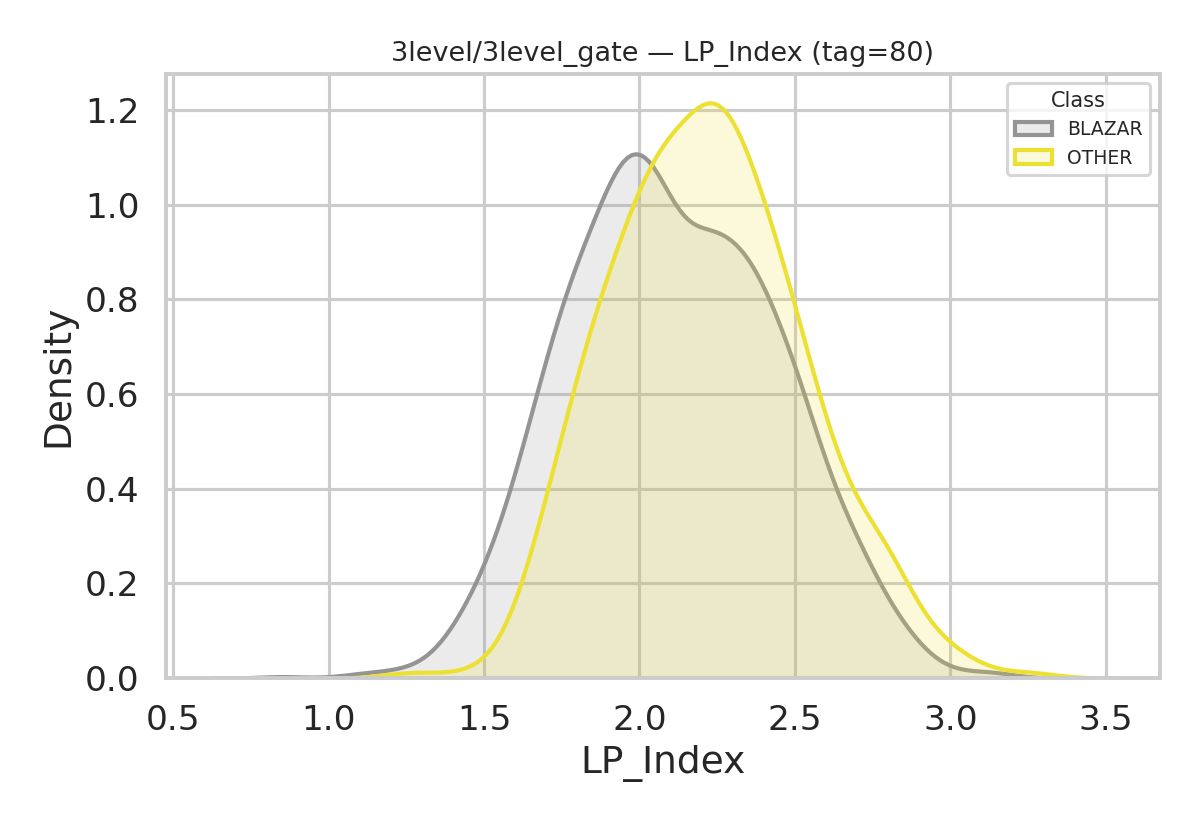 3level/3level_gate — LP_Index (tag=80)
Class
BLAZAR
OTHER
Density
1.2
1.0
0.8
0.6
0.4
0.2
0.0
0.5 1.0 1.5 2.0 2.5 3.0 3.5
LP_Index